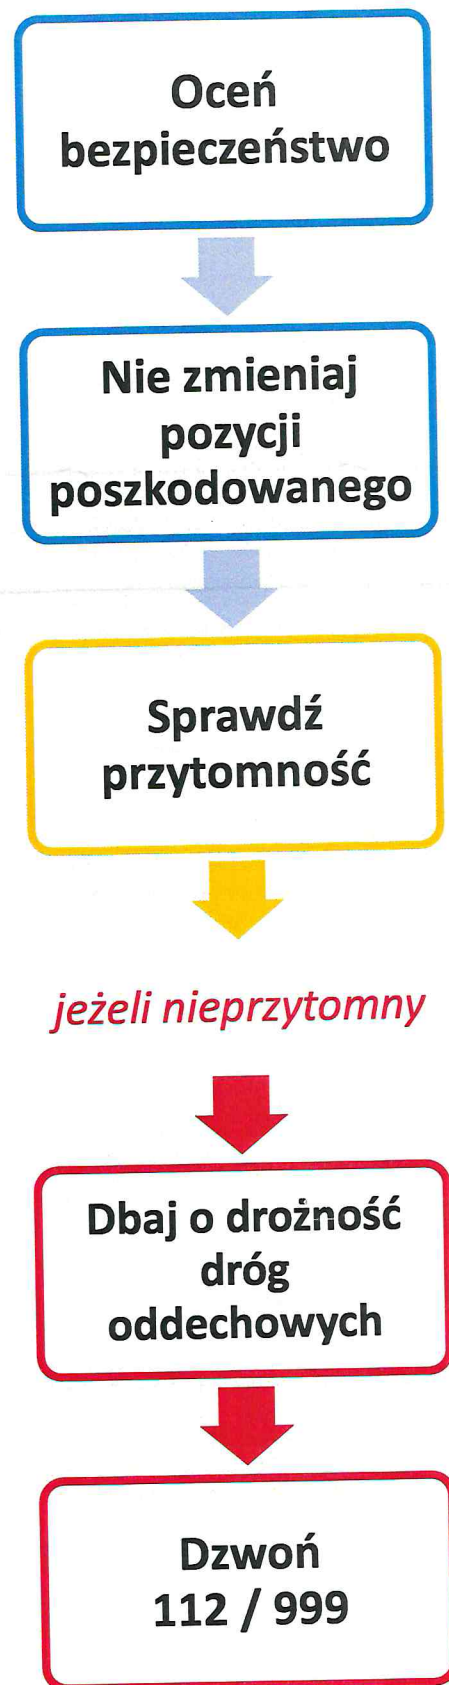 Oceń
bezpieczeństwo
Nie zmieniaj
pozycji
poszkodowanego
Sprawdź
przytomność
jeżeli nieprzytomny
Dbaj o drożność
dróg
oddechowych
Dzwoń
112 / 999